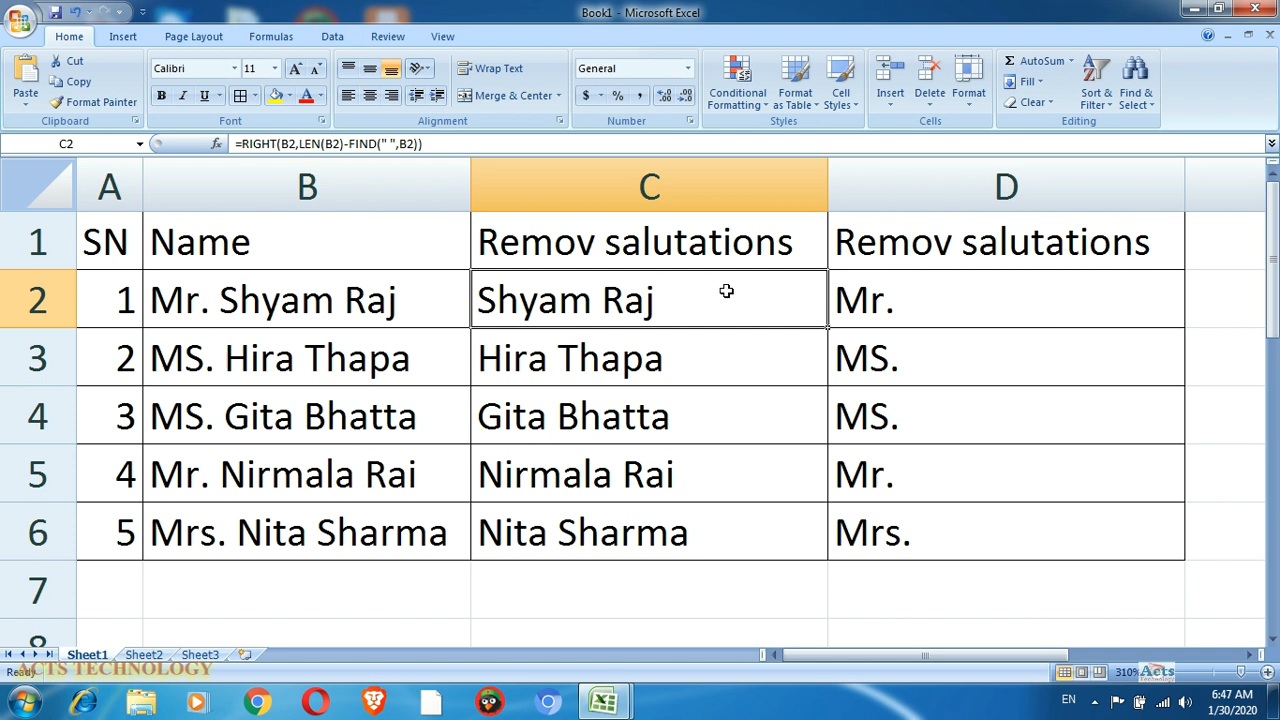 Book1 - Microsoft Excel
Home Insert Page Layout Formulas Data Review View
Paste
Cut
Copy
Format Painter
Clipboard
Calibri 11
B I U
Font
Wrap Text
Merge & Center
Alignment
General
$ % ,
Number
Conditional Formatting
Format as Table
Cell Styles
Styles
Insert Delete Format
Cells
Σ AutoSum
Fill
Clear
Sort & Filter
Find & Select
Editing
C2 fx =RIGHT(B2,LEN(B2)-FIND(" ",B2))
A B C D
1 SN Name Remov salutations Remov salutations
2 1 Mr. Shyam Raj Shyam Raj Mr.
3 2 MS. Hira Thapa Hira Thapa MS.
4 3 MS. Gita Bhatta Gita Bhatta MS.
5 4 Mr. Nirmala Rai Nirmala Rai Mr.
6 5 Mrs. Nita Sharma Nita Sharma Mrs.
7
8
Sheet1 Sheet2 Sheet3
Ready ACTS TECHNOLOGY 310% Acts Technology
EN 6:47 AM
1/30/2020